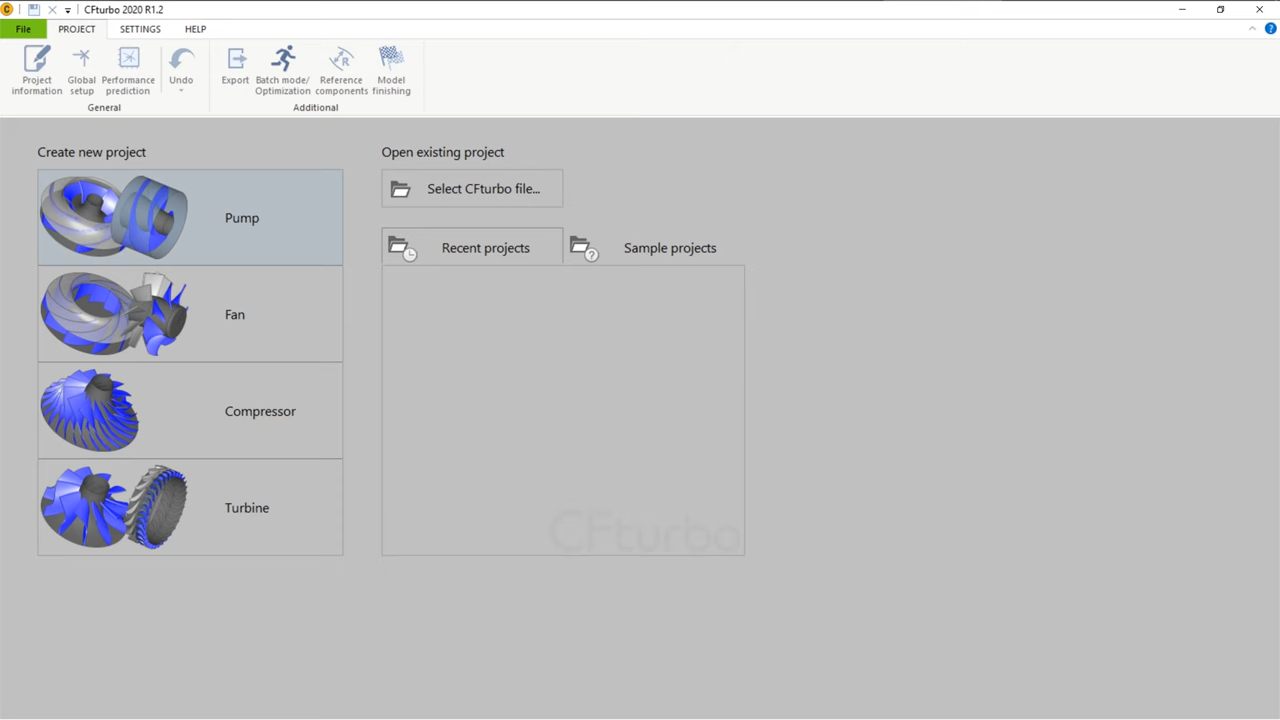 CFturbo 2020 R1.2
File PROJECT SETTINGS HELP
Project information
Global setup
Performance prediction
Undo
General
Export
Batch mode/ Optimization
Reference components
Model finishing
Additional
Create new project
Pump
Fan
Compressor
Turbine
Open existing project
Select CFturbo file...
Recent projects
Sample projects
CFturbo